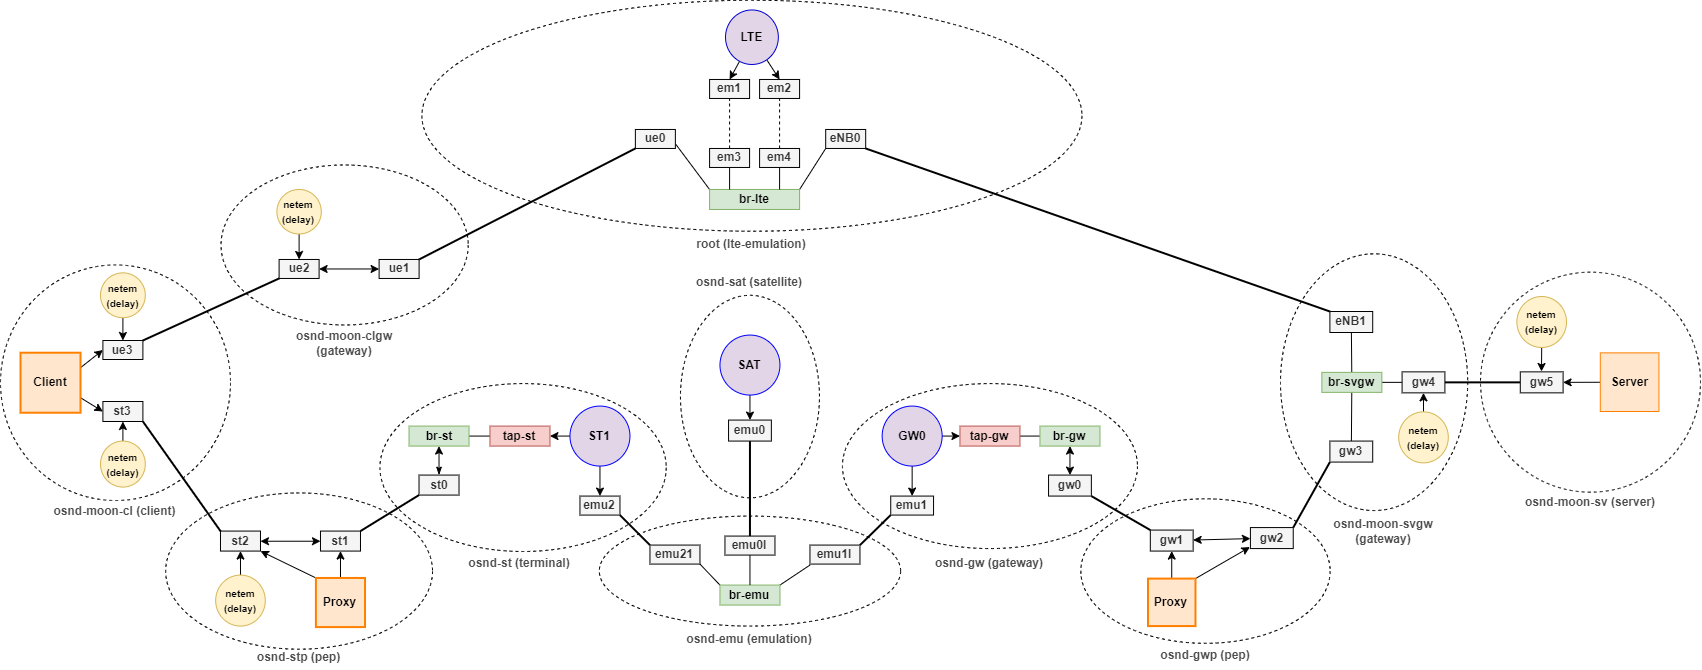 LTE
em1
em2
ue0
eNB0
em3
em4
br-lte
root (lte-emulation)
netem
(delay)
ue2
ue1
osnd-moon-clgw
(gateway)
netem
(delay)
ue3
Client
st3
netem
(delay)
osnd-moon-cl (client)
st2
st1
netem
(delay)
Proxy
osnd-stp (pep)
br-st
tap-st
ST1
st0
emu2
osnd-st (terminal)
osnd-sat (satellite)
SAT
emu0
emu21
emu0l
emu1l
br-emu
osnd-emu (emulation)
GW0
tap-gw
br-gw
gw0
emu1
osnd-gw (gateway)
gw1
gw2
Proxy
osnd-gwp (pep)
eNB1
br-svgw
gw4
netem
(delay)
gw3
osnd-moon-svgw
(gateway)
netem
(delay)
gw5
Server
osnd-moon-sv (server)